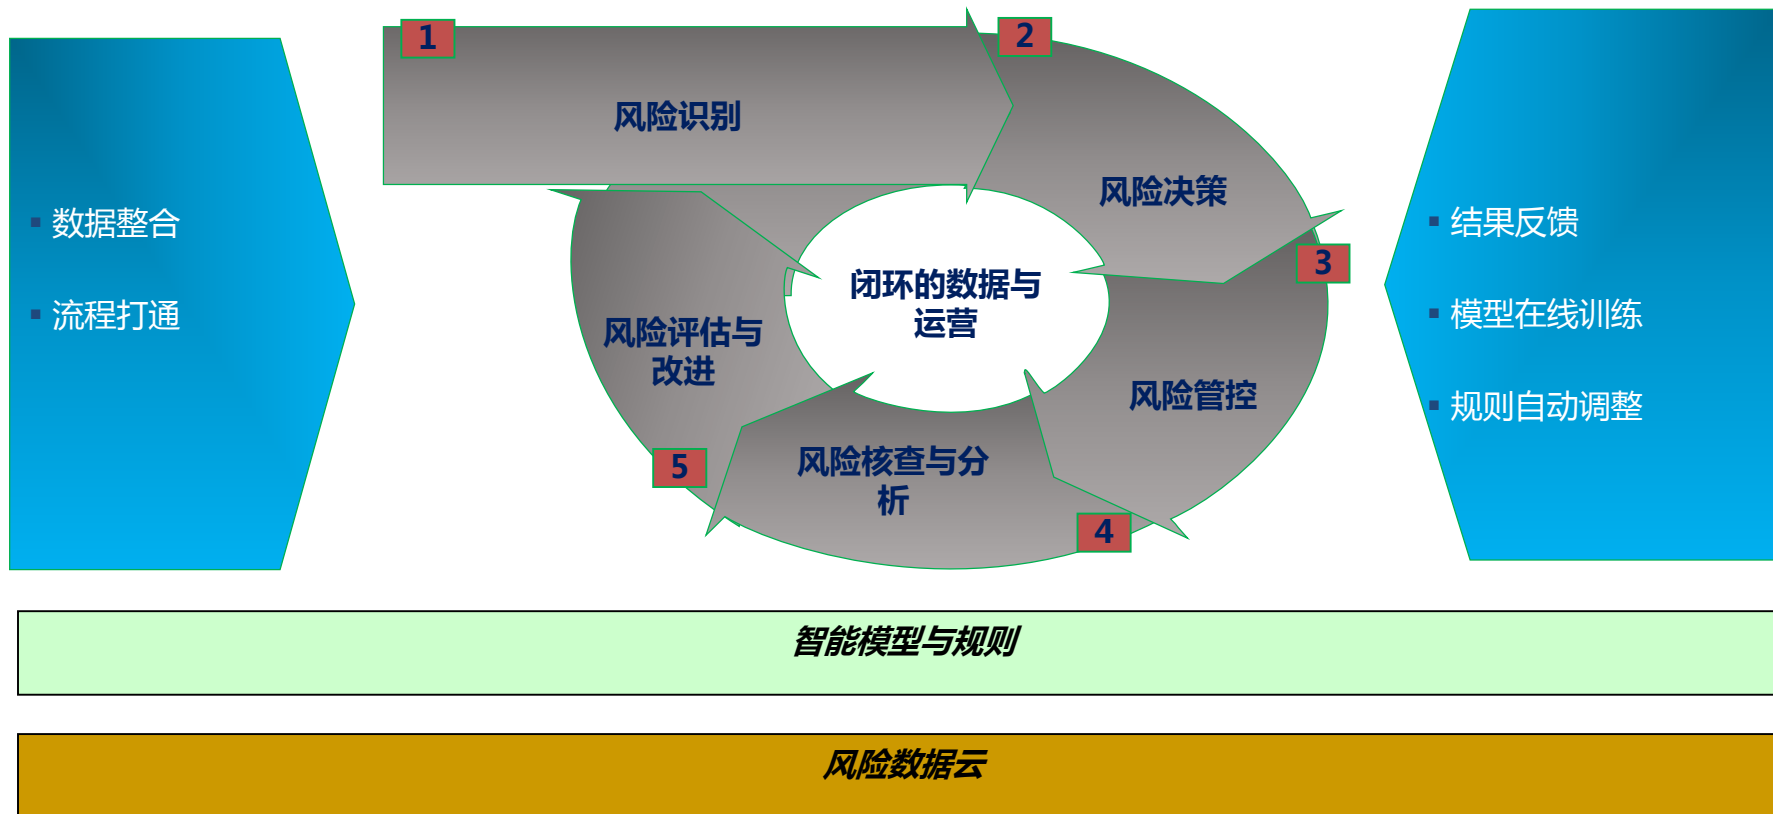 1
风险识别
2
风险决策
3
风险管控
4
风险核查与分
析
5
风险评估与
改进
闭环的数据与
运营
▪ 数据整合
▪ 流程打通
▪ 结果反馈
▪ 模型在线训练
▪ 规则自动调整
智能模型与规则
风险数据云